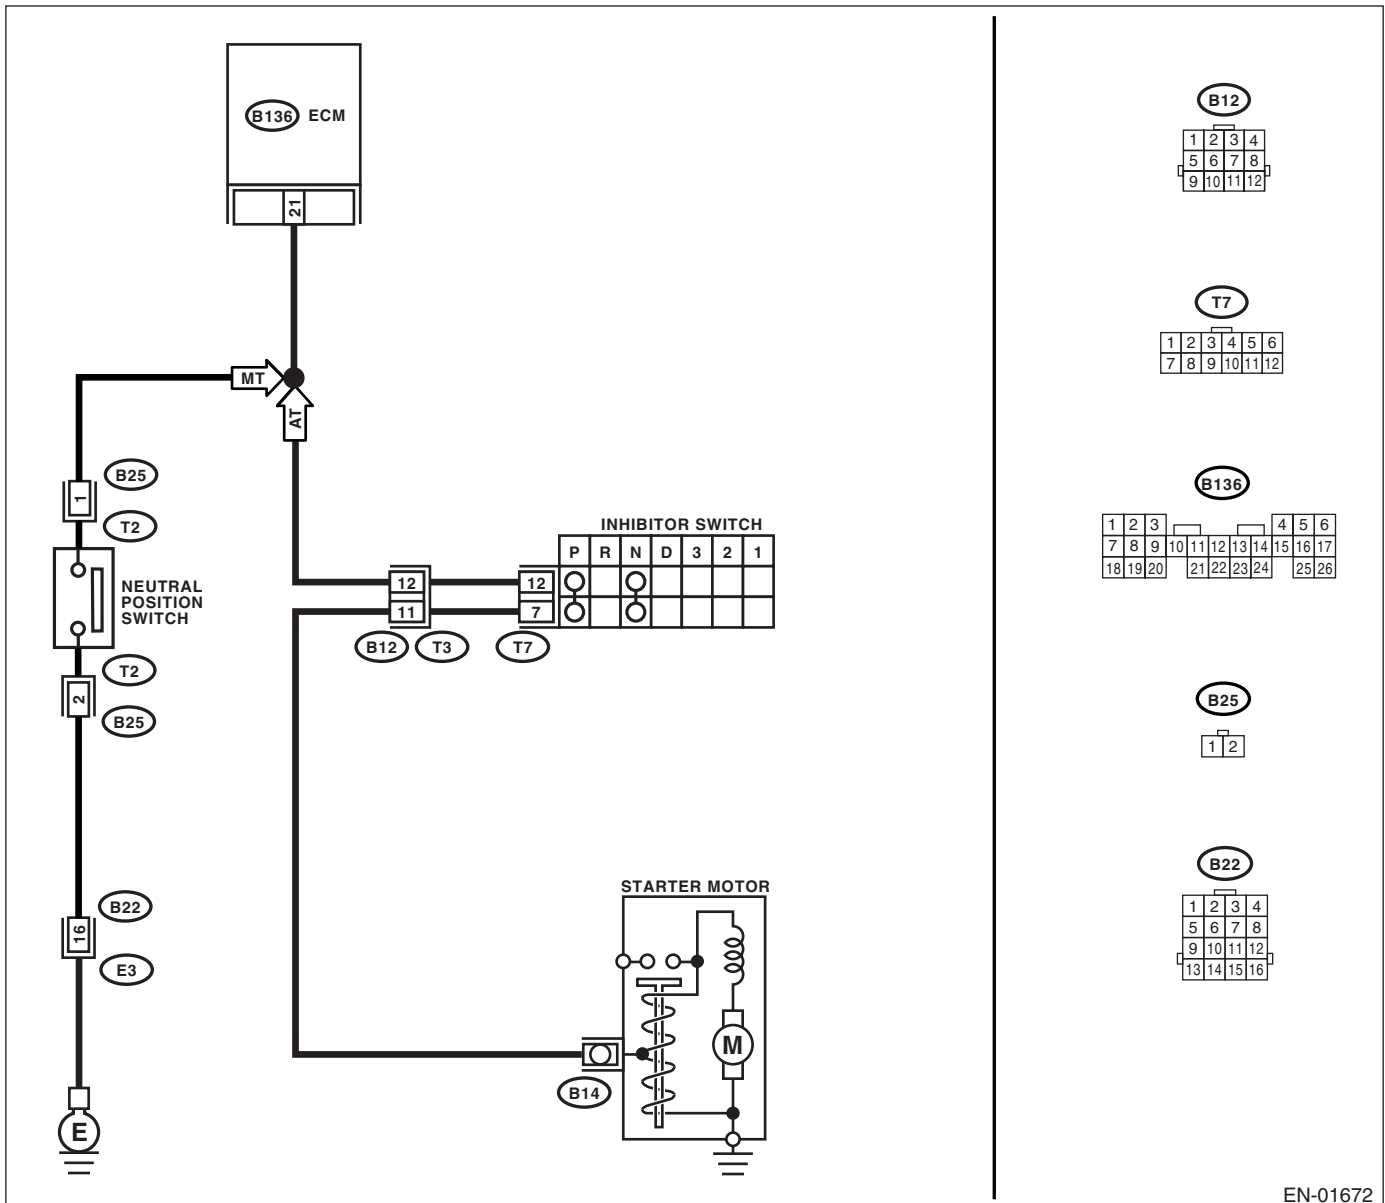 B136 ECM
21
MT
AT
B25
1
T2
NEUTRAL
POSITION
SWITCH
T2
2
B25
B22
16
E3
E
INHIBITOR SWITCH
P R N D 3 2 1
12 12
11 7
B12 T3 T7
STARTER MOTOR
M
B14
B12
1 2 3 4
5 6 7 8
9 10 11 12
T7
1 2 3 4 5 6
7 8 9 10 11 12
B136
1 2 3 4 5 6
7 8 9 10 11 12 13 14 15 16 17
18 19 20 21 22 23 24 25 26
B25
1 2
B22
1 2 3 4
5 6 7 8
9 10 11 12
13 14 15 16
EN-01672